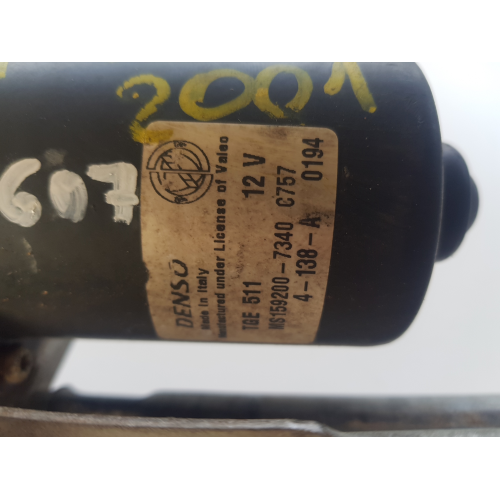 2001
607
DENSO
Made in Italy
Manufactured under License of Valeo
TGE 511 12 V
MS159200-7340 C757
4-138-A 0194